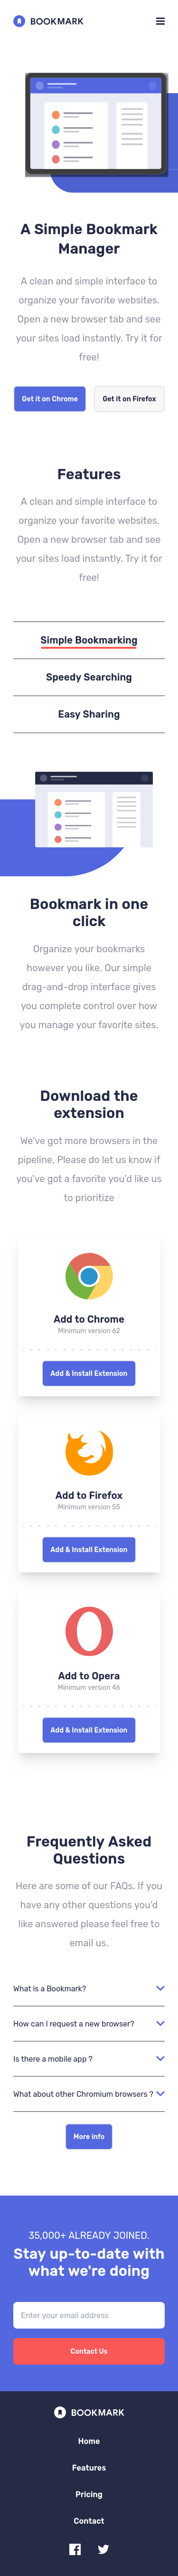 BOOKMARK
A Simple Bookmark
Manager
A clean and simple interface to
organize your favorite websites.
Open a new browser tab and see
your sites load instantly. Try it for
free!
Get it on Chrome
Get it on Firefox
Features
A clean and simple interface to
organize your favorite websites.
Open a new browser tab and see
your sites load instantly. Try it for
free!
Simple Bookmarking
Speedy Searching
Easy Sharing
Bookmark in one
click
Organize your bookmarks
however you like. Our simple
drag-and-drop interface gives
you complete control over how
you manage your favorite sites.
Download the
extension
We've got more browsers in the
pipeline, Please do let us know if
you've got a favorite you'd like us
to prioritize
Add to Chrome
Minimum version 62
Add & Install Extension
Add to Firefox
Minimum version 55
Add & Install Extension
Add to Opera
Minimum version 46
Add & Install Extension
Frequently Asked
Questions
Here are some of our FAQs. If you
have any other questions you'd
like answered please feel free to
email us.
What is a Bookmark?
How can I request a new browser?
Is there a mobile app ?
What about other Chromium browsers ?
More info
35,000+ ALREADY JOINED.
Stay up-to-date with
what we're doing
Enter your email address
Contact Us
BOOKMARK
Home
Features
Pricing
Contact